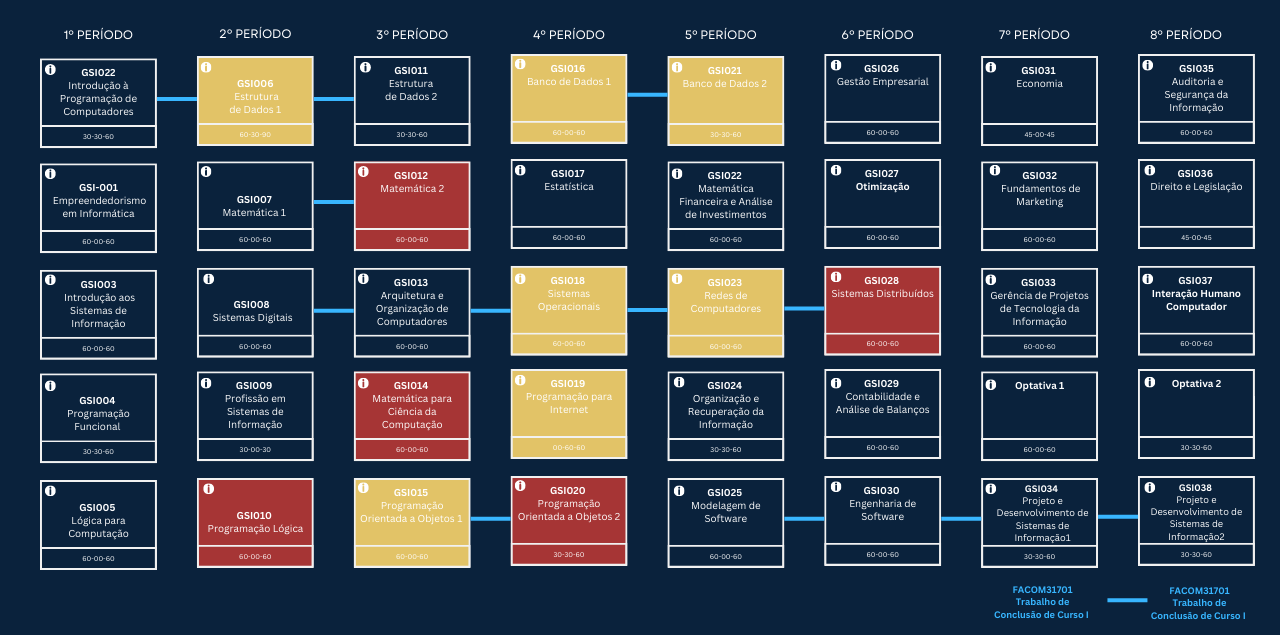 1º PERÍODO
2º PERÍODO
3º PERÍODO
4º PERÍODO
5º PERÍODO
6º PERÍODO
7º PERÍODO
8º PERÍODO
GSI022
Introdução à
Programação de
Computadores
30-30-60
GSI006
Estrutura
de Dados 1
60-30-90
GSI011
Estrutura
de Dados 2
30-30-60
GSI016
Banco de Dados 1
60-00-60
GSI021
Banco de Dados 2
30-30-60
GSI026
Gestão Empresarial
60-00-60
GSI031
Economia
45-00-45
GSI035
Auditoria e
Segurança da
Informação
60-00-60
GSI-001
Empreendedorismo
em Informática
60-00-60
GSI007
Matemática 1
60-00-60
GSI012
Matemática 2
60-00-60
GSI017
Estatística
60-00-60
GSI022
Matemática
Financeira e Análise
de Investimentos
60-00-60
GSI027
Otimização
60-00-60
GSI032
Fundamentos de
Marketing
60-00-60
GSI036
Direito e Legislação
45-00-45
GSI003
Introdução aos
Sistemas de
Informação
60-00-60
GSI008
Sistemas Digitais
60-00-60
GSI013
Arquitetura e
Organização de
Computadores
60-00-60
GSI018
Sistemas
Operacionais
60-00-60
GSI023
Redes de
Computadores
60-00-60
GSI028
Sistemas Distribuídos
60-00-60
GSI033
Gerência de Projetos
de Tecnologia da
Informação
60-00-60
GSI037
Interação Humano
Computador
60-00-60
GSI004
Programação
Funcional
30-30-60
GSI009
Profissão em
Sistemas de
Informação
30-00-30
GSI014
Matemática para
Ciência da
Computação
60-00-60
GSI019
Programação para
Internet
00-60-60
GSI024
Organização e
Recuperação da
Informação
30-30-60
GSI029
Contabilidade e
Análise de Balanços
60-00-60
Optativa 1
60-00-60
Optativa 2
30-30-60
GSI005
Lógica para
Computação
60-00-60
GSI010
Programação Lógica
60-00-60
GSI015
Programação
Orientada a Objetos 1
60-00-60
GSI020
Programação
Orientada a Objetos 2
30-30-60
GSI025
Modelagem de
Software
60-00-60
GSI030
Engenharia de
Software
60-00-60
GSI034
Projeto e
Desenvolvimento de
Sistemas de
Informação1
30-30-60
GSI038
Projeto e
Desenvolvimento de
Sistemas de
Informação2
30-30-60
FACOM31701
Trabalho de
Conclusão de Curso I
FACOM31701
Trabalho de
Conclusão de Curso I